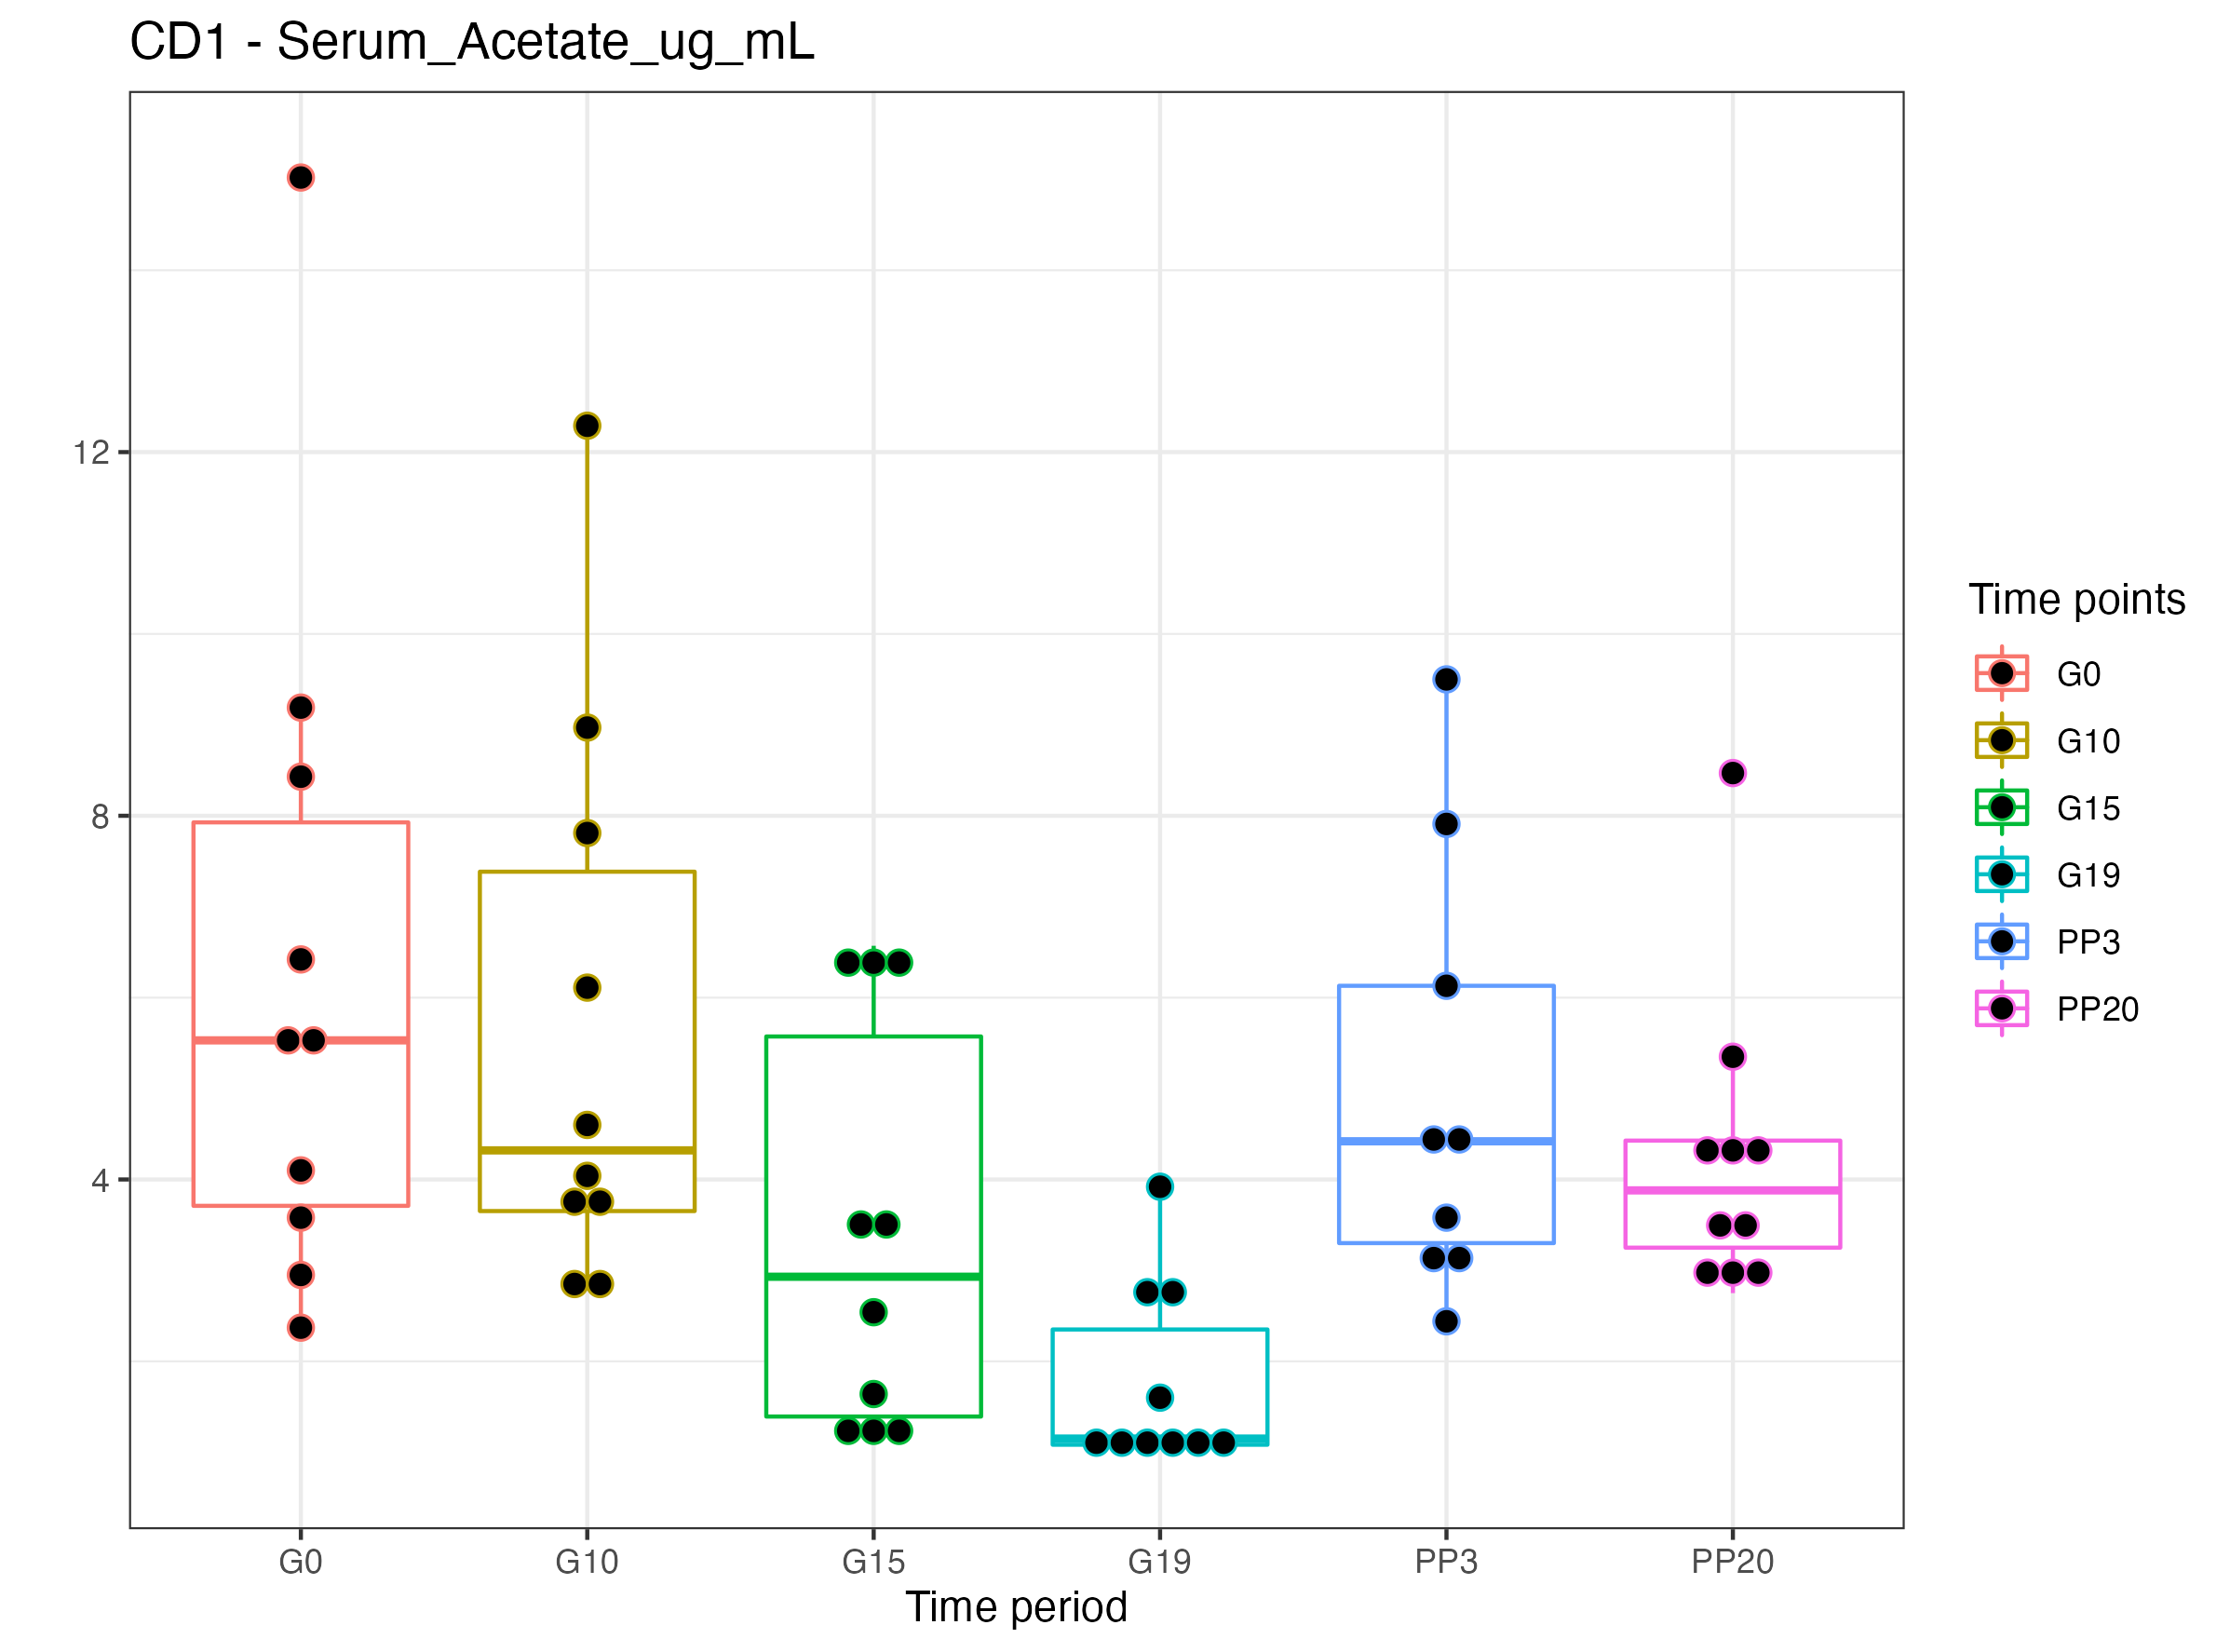 CD1 - Serum_Acetate_ug_mL
12
8
4
G0 G10 G15 G19 PP3 PP20
Time period
Time points
G0
G10
G15
G19
PP3
PP20